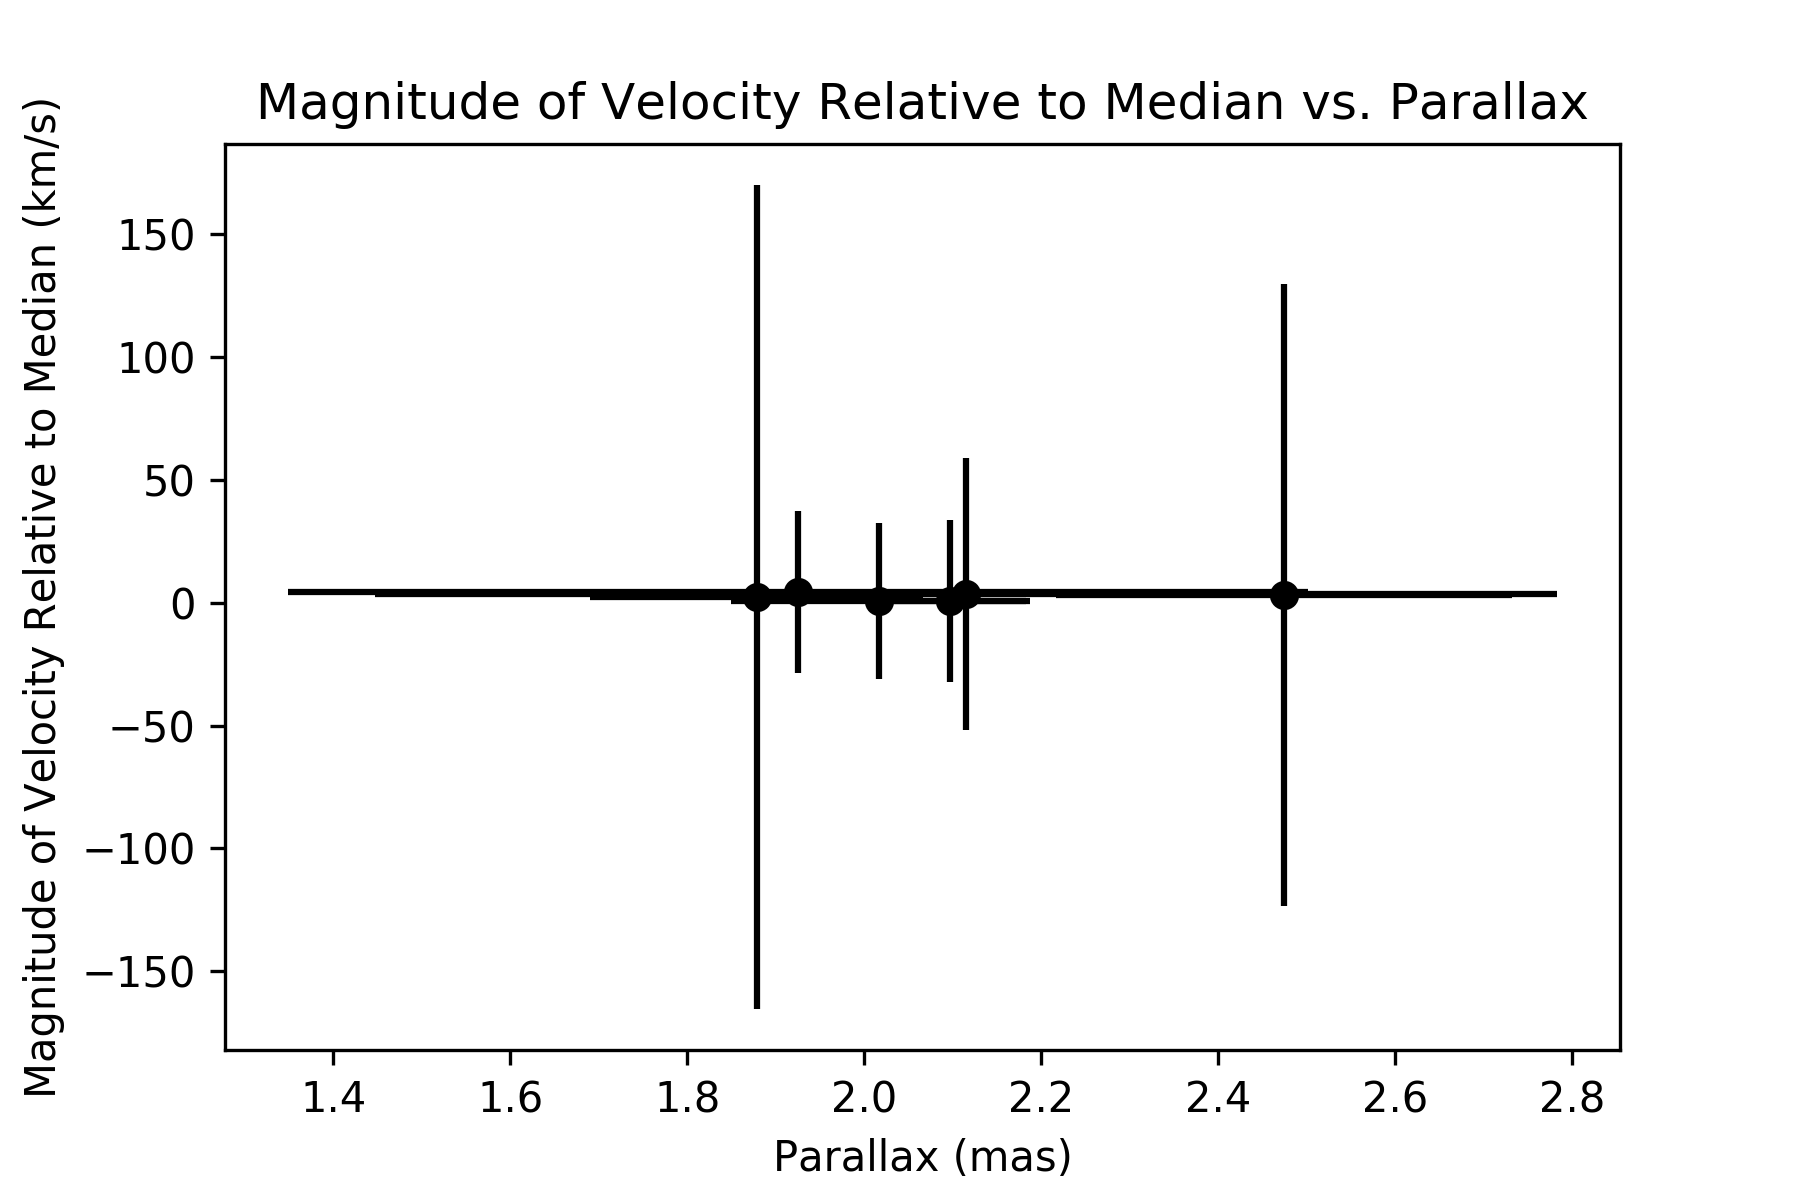 Magnitude of Velocity Relative to Median vs. Parallax
Magnitude of Velocity Relative to Median (km/s)
150
100
50
0
−50
−100
−150
1.4 1.6 1.8 2.0 2.2 2.4 2.6 2.8
Parallax (mas)